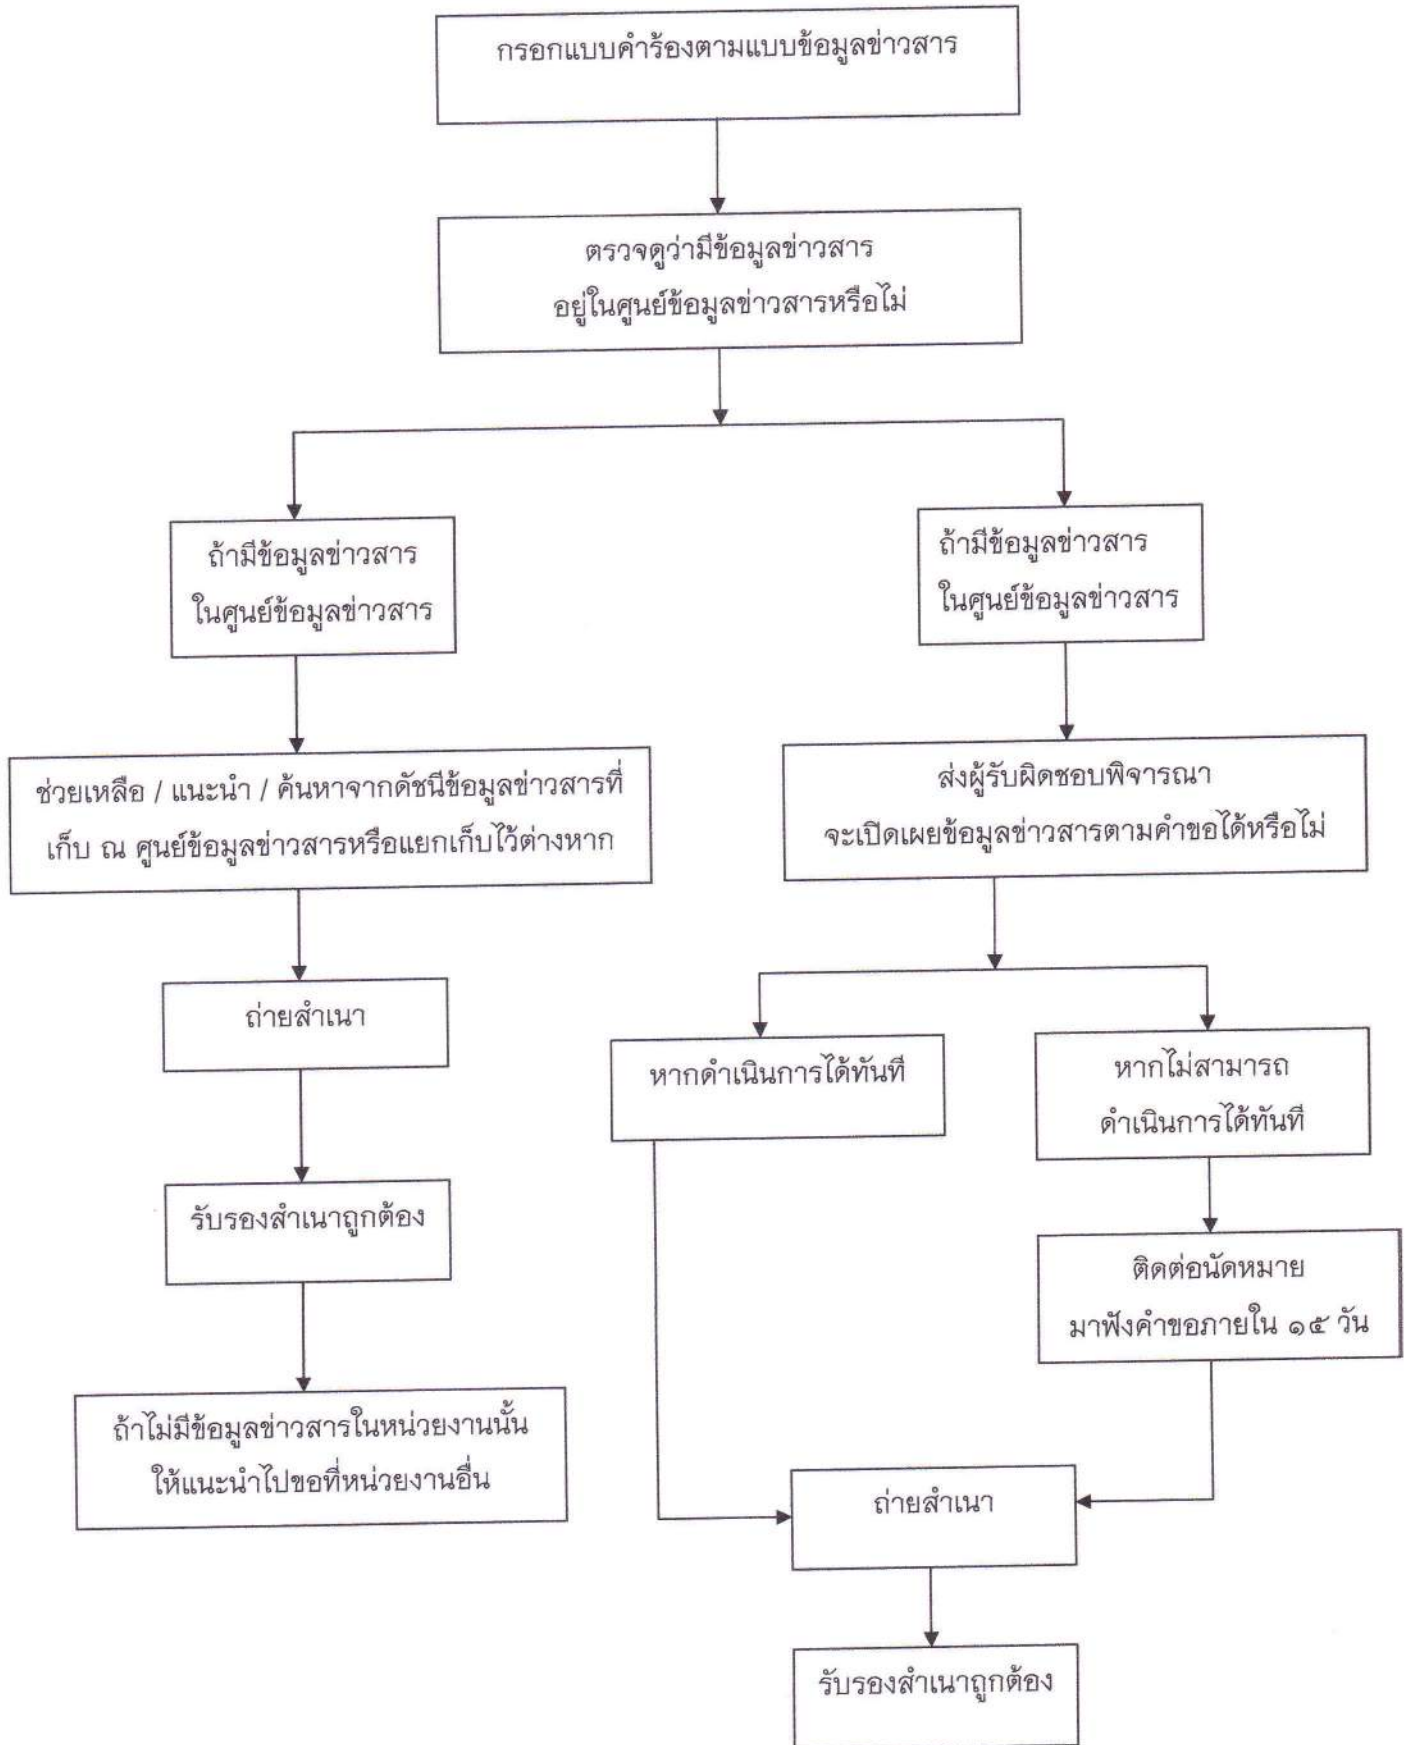 กรอกแบบคำร้องตามแบบข้อมูลข่าวสาร
ตรวจดูว่ามีข้อมูลข่าวสาร
อยู่ในศูนย์ข้อมูลข่าวสารหรือไม่
ถ้ามีข้อมูลข่าวสาร
ในศูนย์ข้อมูลข่าวสาร
ถ้ามีข้อมูลข่าวสาร
ในศูนย์ข้อมูลข่าวสาร
ช่วยเหลือ / แนะนำ / ค้นหาจากดัชนีข้อมูลข่าวสารที่
เก็บ ณ ศูนย์ข้อมูลข่าวสารหรือแยกเก็บไว้ต่างหาก
ส่งผู้รับผิดชอบพิจารณา
จะเปิดเผยข้อมูลข่าวสารตามคำขอได้หรือไม่
ถ่ายสำเนา
หากดำเนินการได้ทันที
หากไม่สามารถ
ดำเนินการได้ทันที
รับรองสำเนาถูกต้อง
ติดต่อนัดหมาย
มาฟังคำขอภายใน ๑๕ วัน
ถ้าไม่มีข้อมูลข่าวสารในหน่วยงานนั้น
ให้แนะนำไปขอที่หน่วยงานอื่น
ถ่ายสำเนา
รับรองสำเนาถูกต้อง